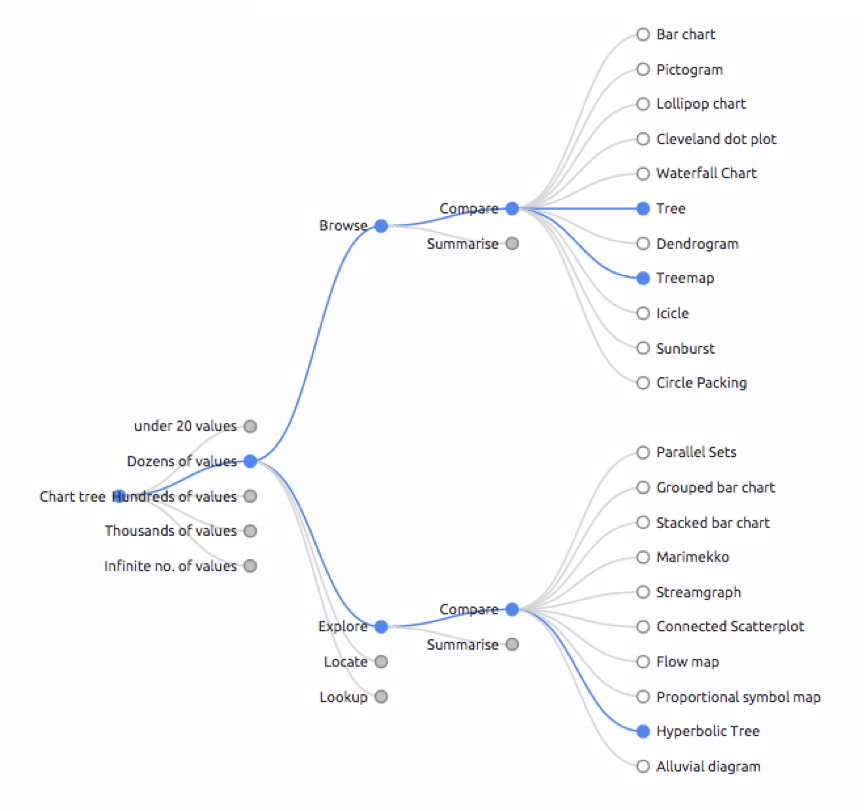 Bar chart
Pictogram
Lollipop chart
Cleveland dot plot
Waterfall Chart
Compare
Tree
Browse
Summarise
Dendrogram
Treemap
Icicle
Sunburst
Circle Packing
under 20 values
Parallel Sets
Dozens of values
Grouped bar chart
Chart tree
Hundreds of values
Stacked bar chart
Thousands of values
Marimekko
Infinite no. of values
Streamgraph
Compare
Explore
Connected Scatterplot
Summarise
Locate
Flow map
Lookup
Proportional symbol map
Hyperbolic Tree
Alluvial diagram